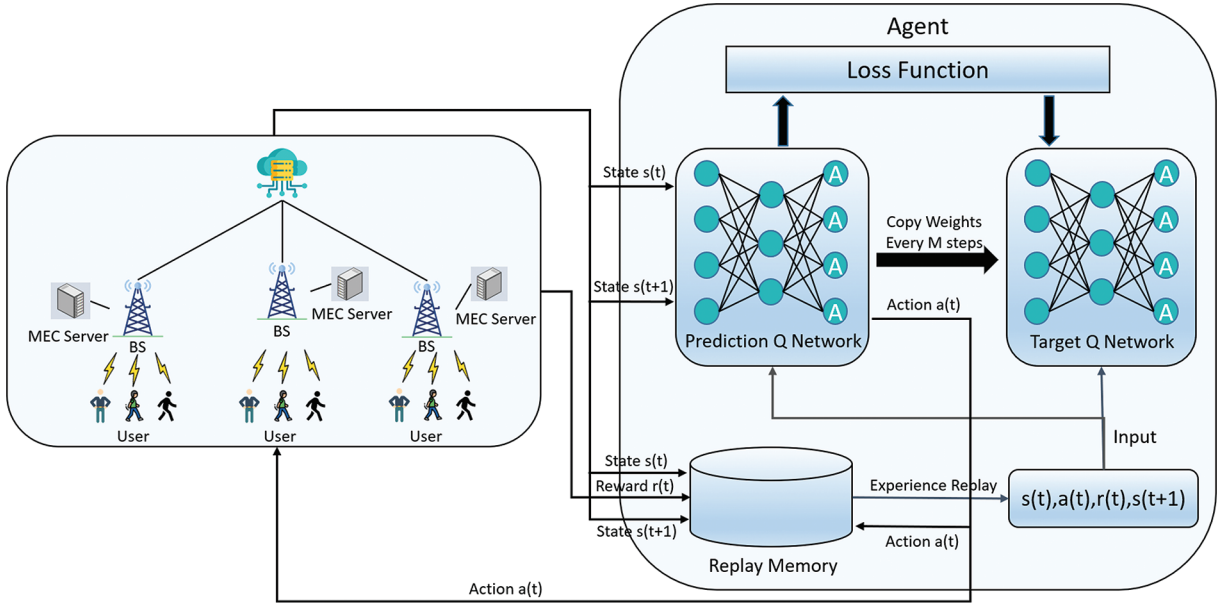 Agent
Loss Function
State s(t)
State s(t+1)
A
A
A
A
Prediction Q Network
Copy Weights
Every M steps
Action a(t)
A
A
A
A
Target Q Network
MEC Server
BS
User
MEC Server
BS
User
MEC Server
BS
User
Input
State s(t)
Reward r(t)
State s(t+1)
Replay Memory
Experience Replay
s(t),a(t),r(t),s(t+1)
Action a(t)
Action a(t)